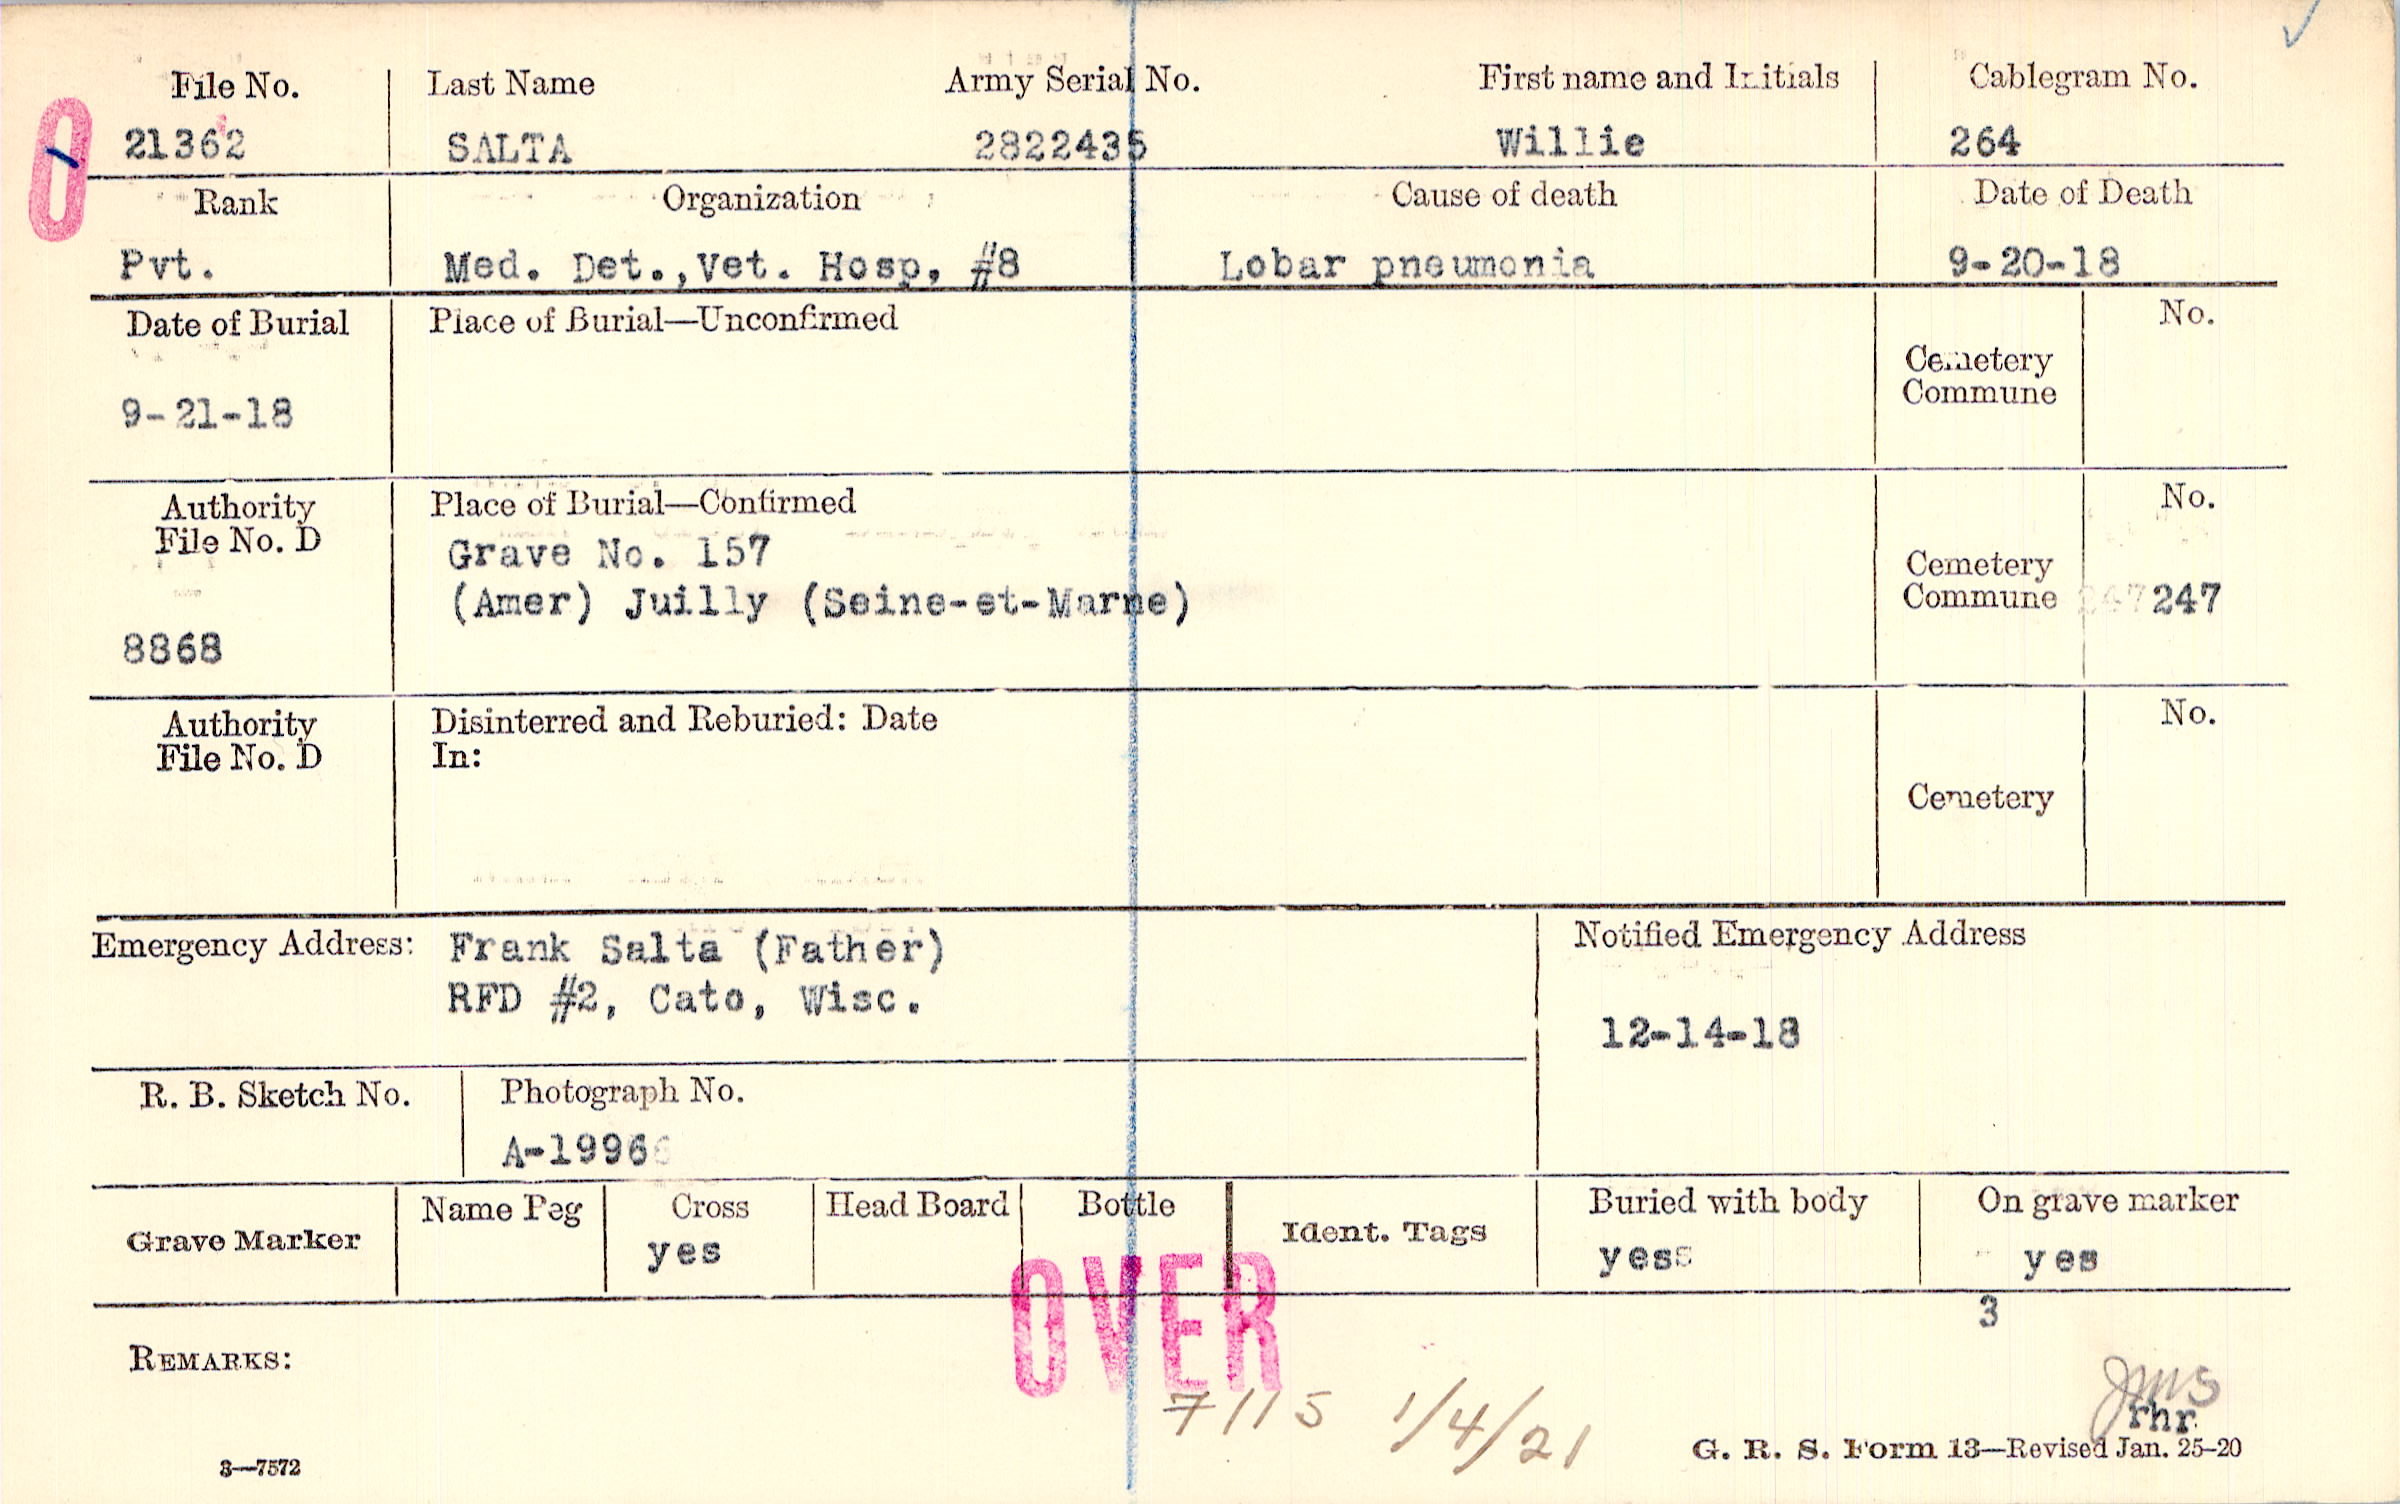 File No. Last Name Army Serial No. First name and Initials Cablegram No.
21362 SALTA 2822435 Willie 264
Rank Organization Cause of death Date of Death
Pvt. Med. Det.,Vet. Hosp, #8 Lobar pneumonia 9-20-18
Date of Burial Place of Burial—Unconfirmed No.
Cemetery
Commune
9-21-18
Authority Place of Burial—Confirmed No.
File No. D
Grave No. 157
Cemetery
(Amer) Juilly (Seine-et-Marne) Commune 247 247
8868
Authority Disinterred and Reburied: Date No.
File No. D In:
Cemetery
Emergency Address: Frank Salta (Father) Notified Emergency Address
RFD #2, Cato, Wisc.
12-14-18
R. B. Sketch No. Photograph No.
A-19966
Grave Marker Name Peg Cross Head Board Bottle Ident. Tags Buried with body On grave marker
yes yess yes
OVER
3
REMARKS:
7115 1/4/21
JMS
rhr
G. R. S. Form 13—Revised Jan. 25-20
3—7572
O